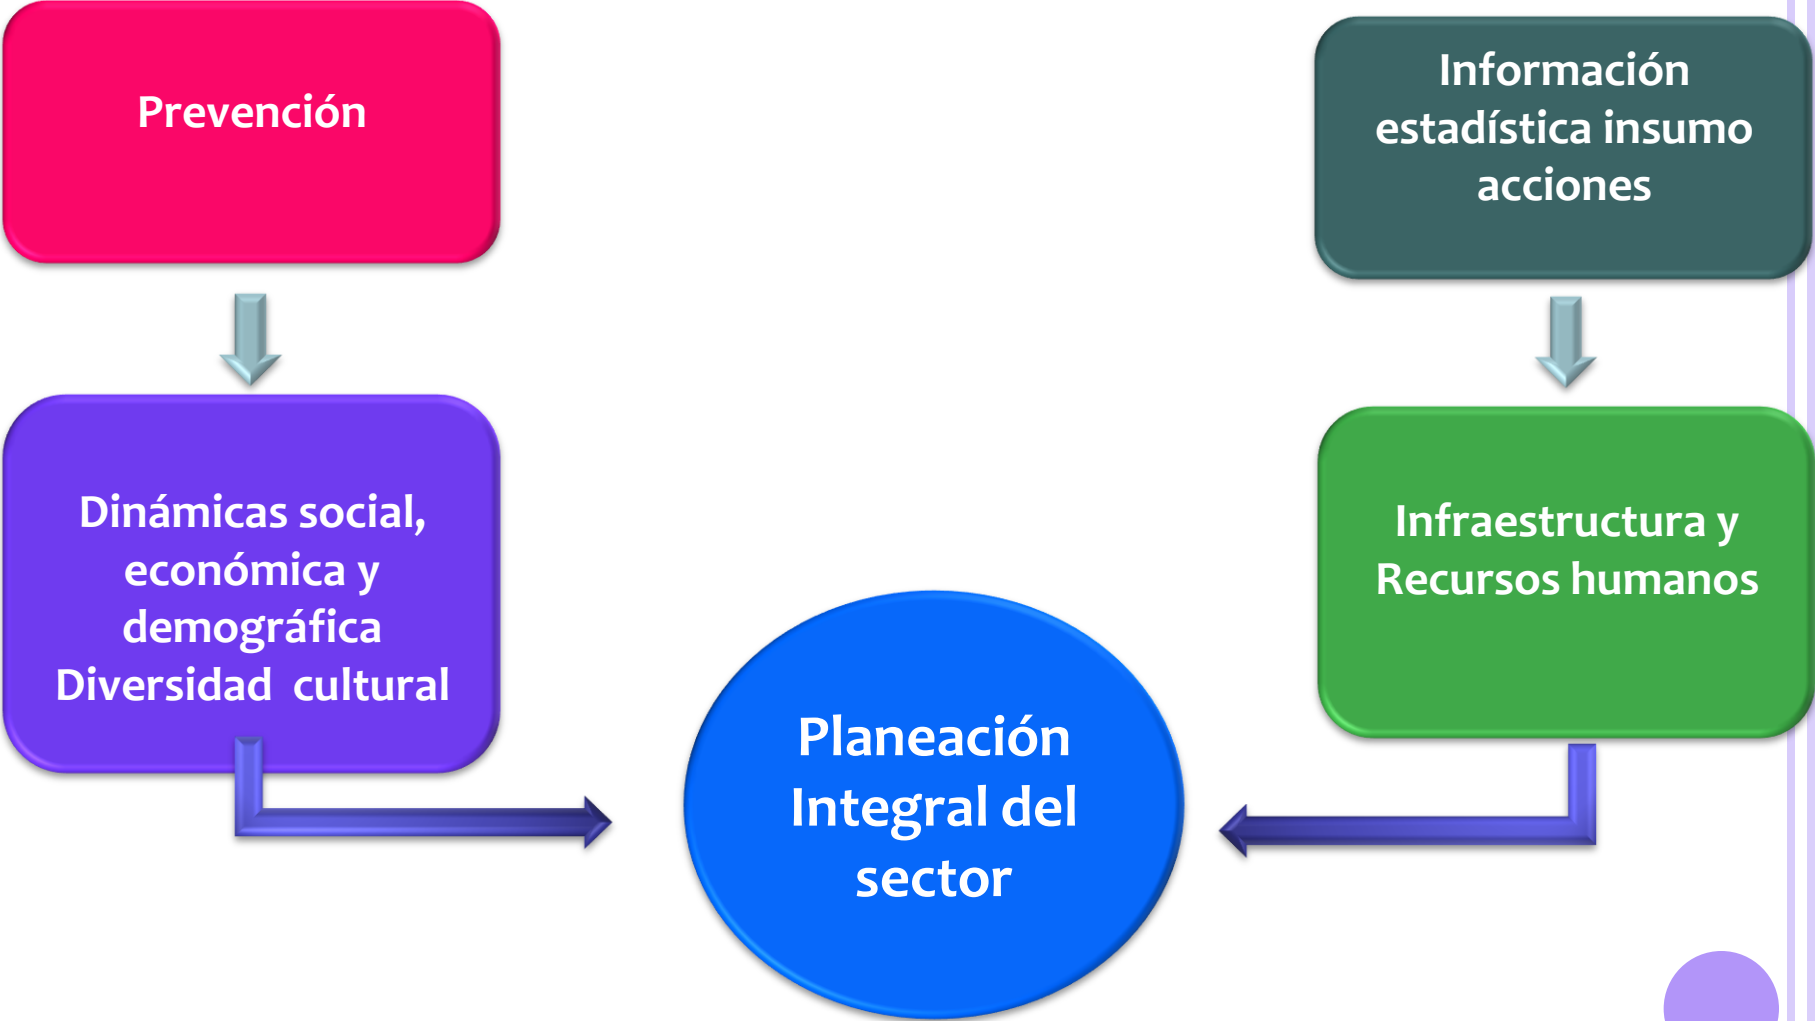 Prevención
Información
estadística insumo
acciones
Dinámicas social,
económica y
demográfica
Diversidad  cultural
Infraestructura y
Recursos humanos
Planeación
Integral del
sector